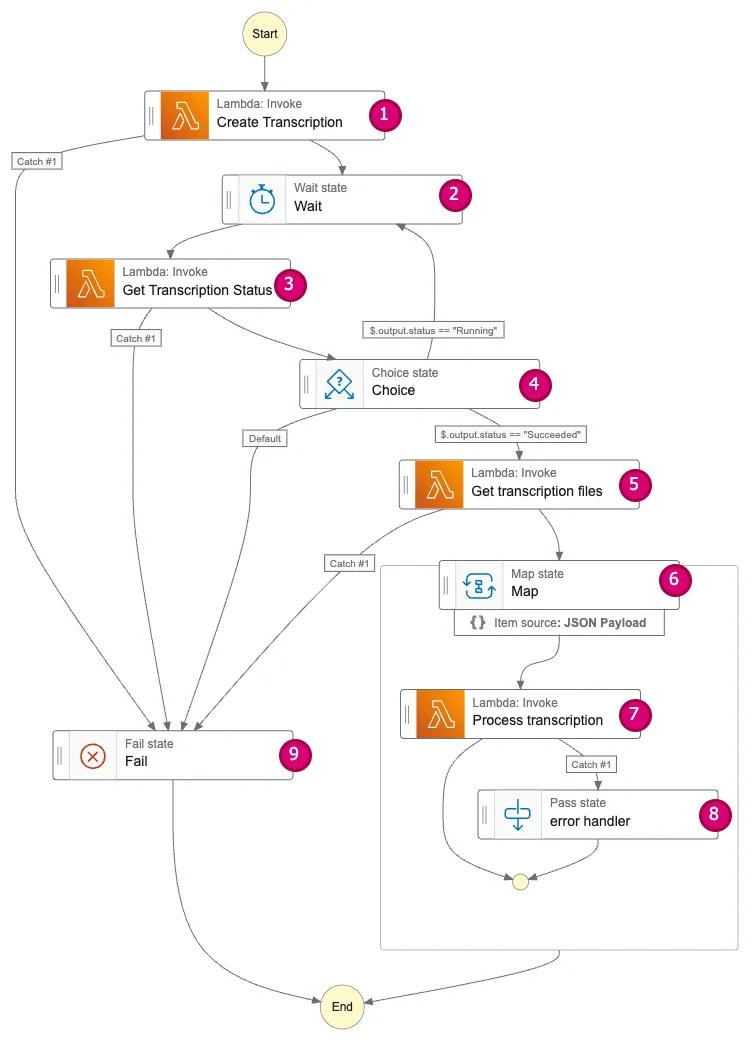 Start
Lambda: Invoke
Create Transcription
1
Catch #1
Wait state
Wait
2
Lambda: Invoke
Get Transcription Status
3
$.output.status == "Running"
Catch #1
Choice state
Choice
4
Default
$.output.status == "Succeeded"
Lambda: Invoke
Get transcription files
5
Catch #1
Map state
Map
6
{} Item source: JSON Payload
Lambda: Invoke
Process transcription
7
Fail state
Fail
9
Catch #1
Pass state
error handler
8
End